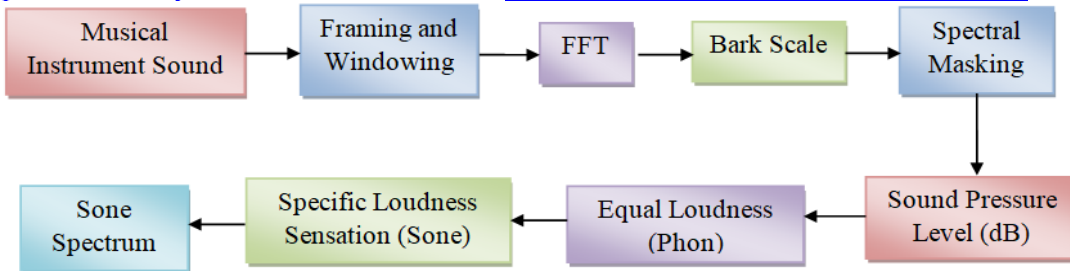 Musical
Instrument Sound
Framing and
Windowing
FFT
Bark Scale
Spectral
Masking
Sound Pressure
Level (dB)
Equal Loudness
(Phon)
Specific Loudness
Sensation (Sone)
Sone
Spectrum